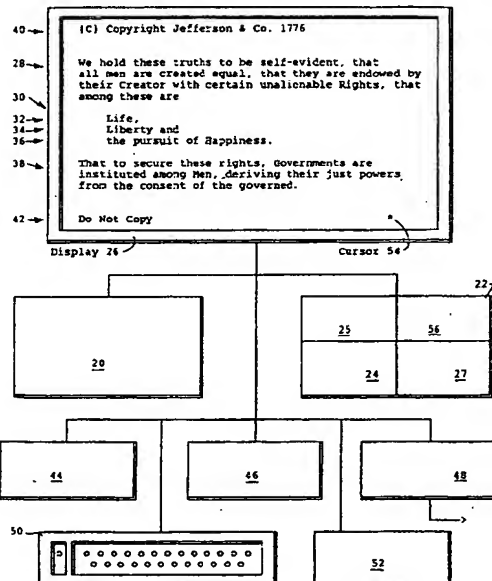 40 (C) Copyright Jefferson & Co. 1776
28 We hold these truths to be self-evident, that
all men are created equal, that they are endowed by
their Creator with certain unalienable Rights, that
30 among these are
32 Life,
34 Liberty and
36 the pursuit of Happiness.
38 That to secure these rights, Governments are
instituted among Men, deriving their just powers
from the consent of the governed.
42 Do Not Copy
Display 26 Cursor 54
22
20 25 56
24 27
44 46 48
50
52